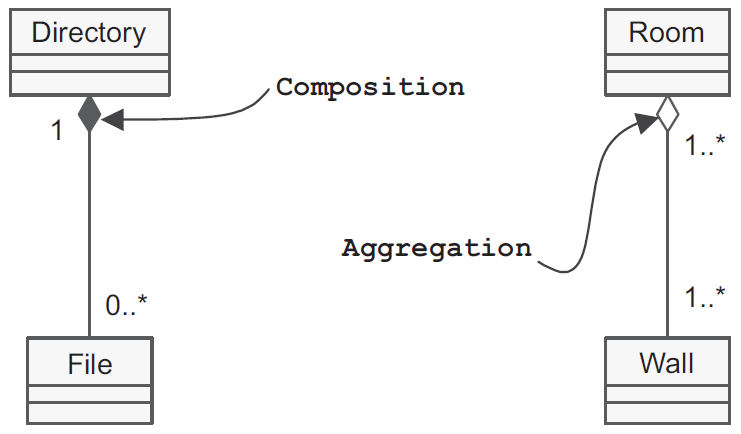 Directory
Room
Composition
1
1..*
Aggregation
0..*
1..*
File
Wall